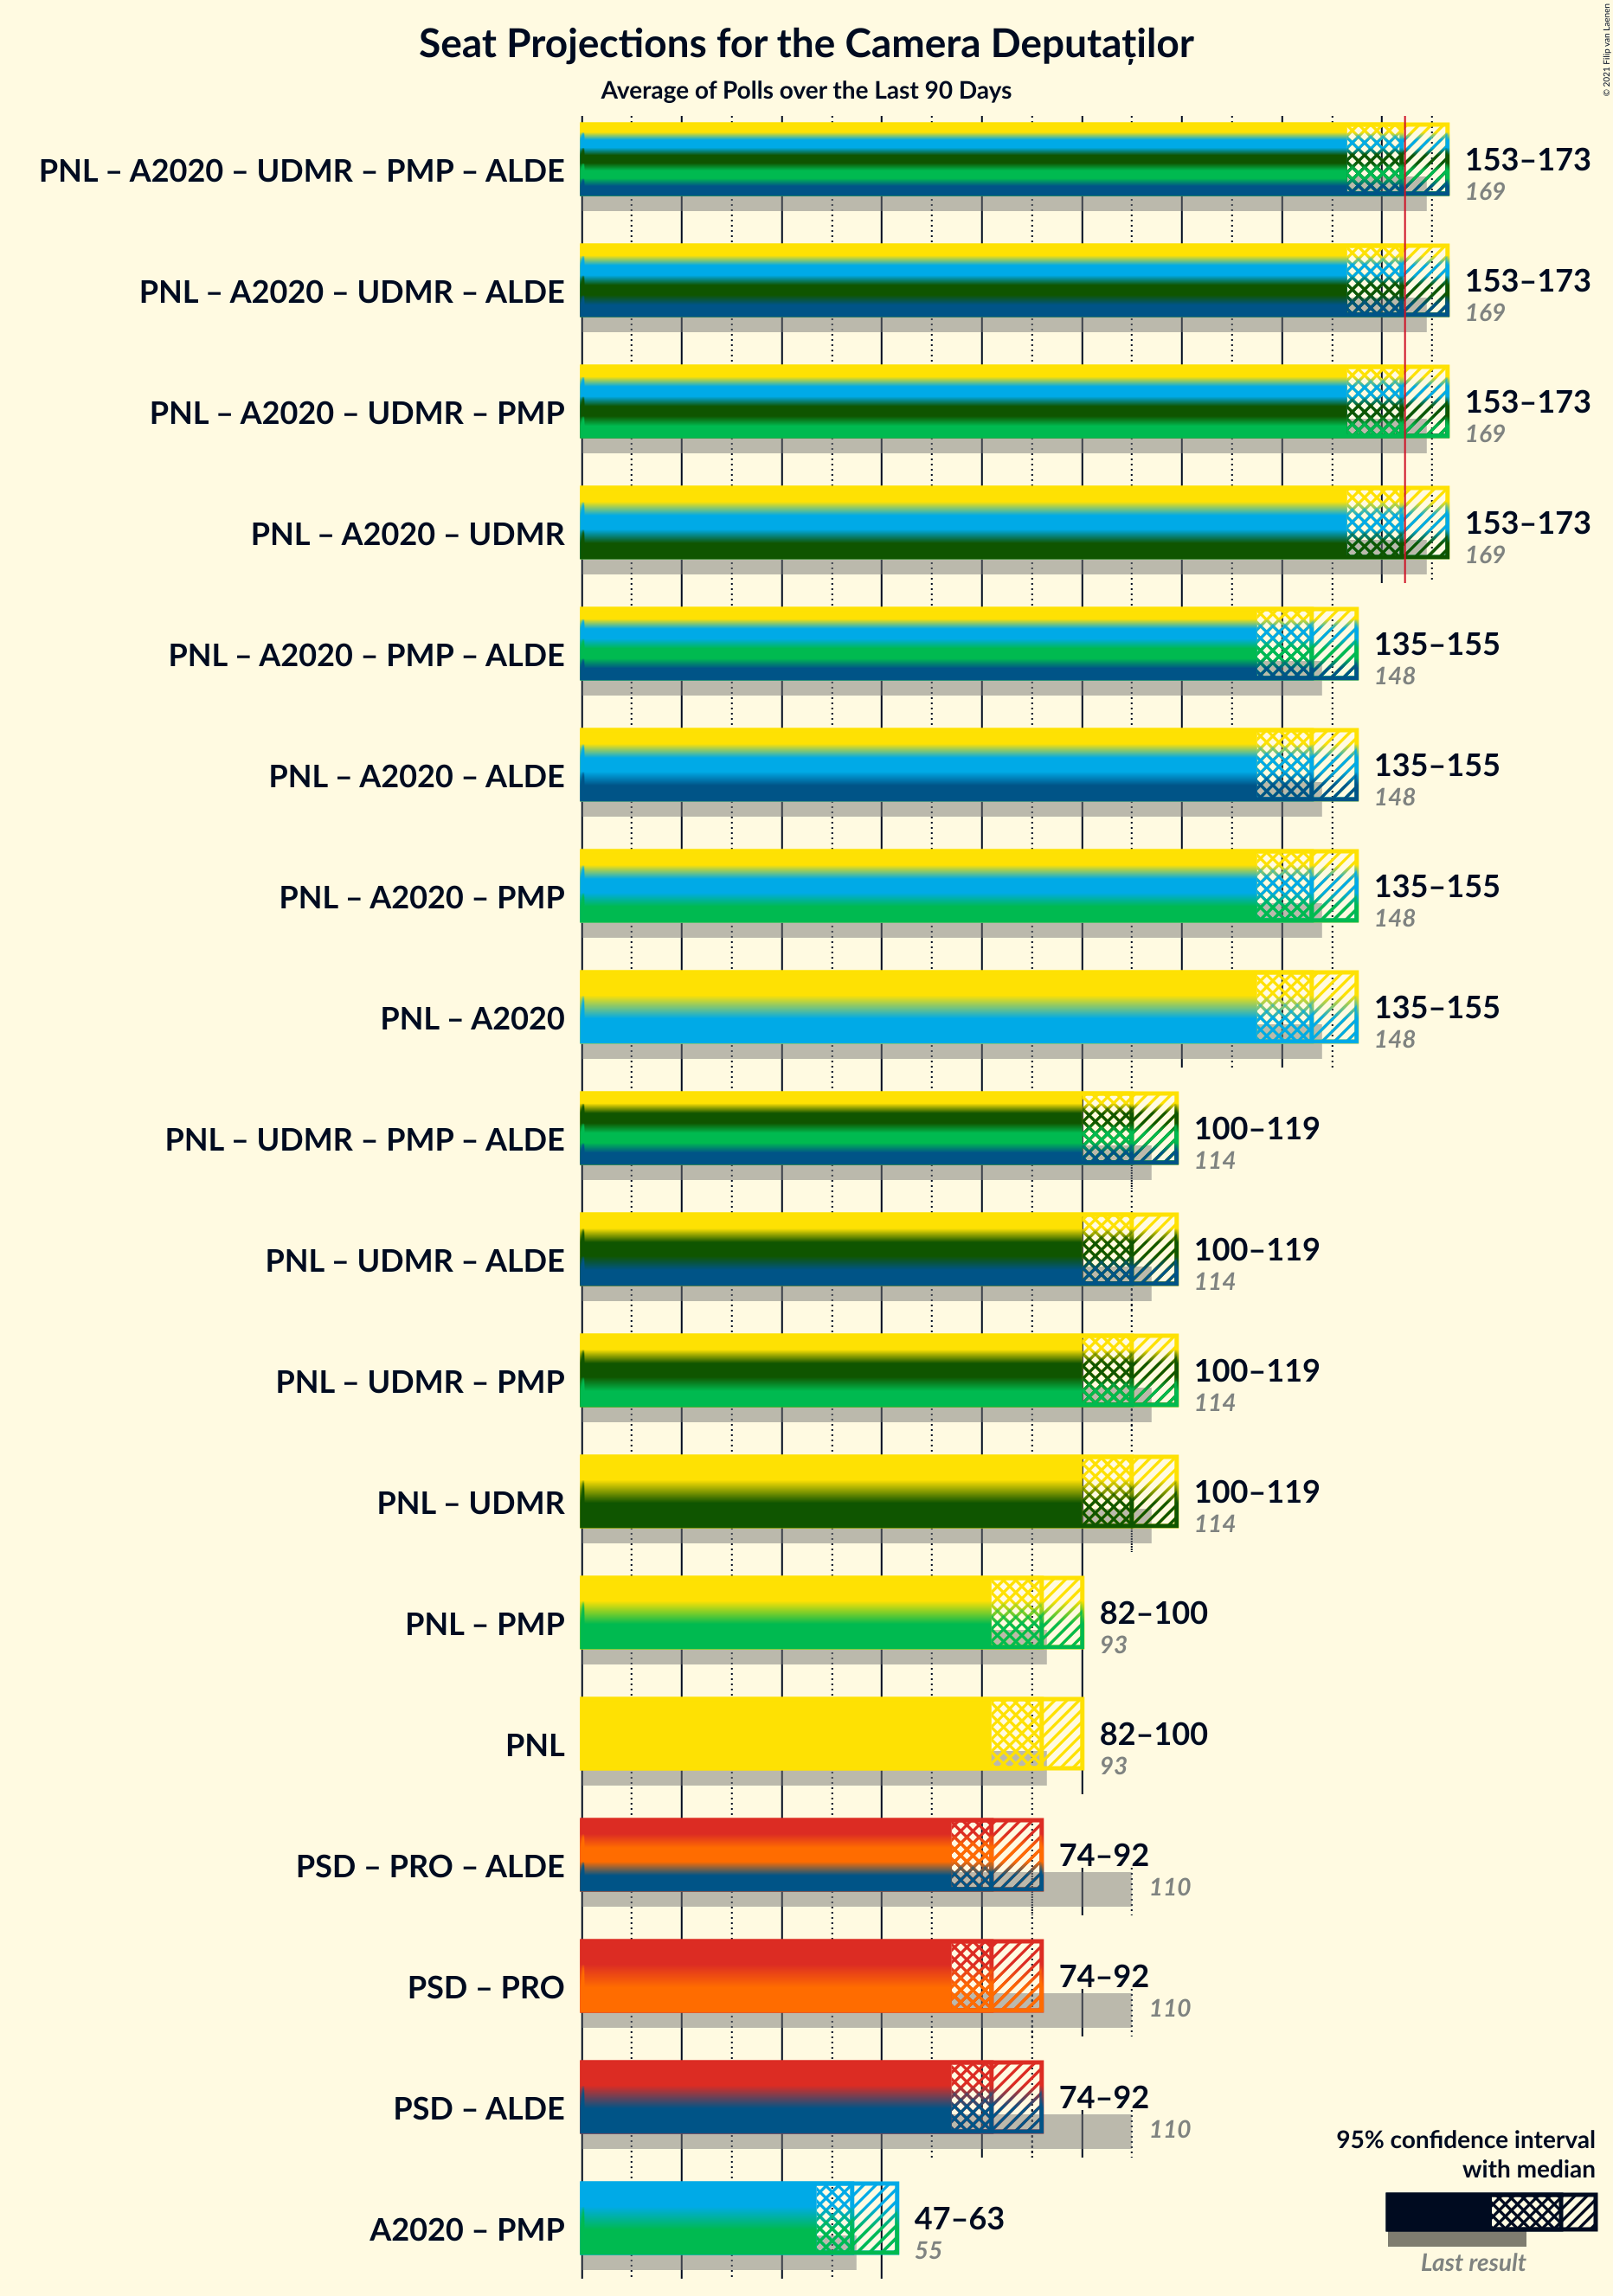 Seat Projections for the Camera Deputaților
Average of Polls over the Last 90 Days
© 2021 Filip van Laenen
PNL – A2020 – UDMR – PMP – ALDE
153–173
169
PNL – A2020 – UDMR – ALDE
153–173
169
PNL – A2020 – UDMR – PMP
153–173
169
PNL – A2020 – UDMR
153–173
169
PNL – A2020 – PMP – ALDE
135–155
148
PNL – A2020 – ALDE
135–155
148
PNL – A2020 – PMP
135–155
148
PNL – A2020
135–155
148
PNL – UDMR – PMP – ALDE
100–119
114
PNL – UDMR – ALDE
100–119
114
PNL – UDMR – PMP
100–119
114
PNL – UDMR
100–119
114
PNL – PMP
82–100
93
PNL
82–100
93
PSD – PRO – ALDE
74–92
110
PSD – PRO
74–92
110
PSD – ALDE
74–92
110
A2020 – PMP
47–63
55
95% confidence interval
with median
Last result